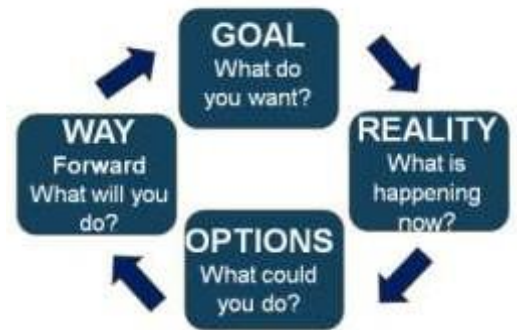 GOAL
What do
you want?
REALITY
What is
happening
now?
OPTIONS
What could
you do?
WAY
Forward
What will you
do?